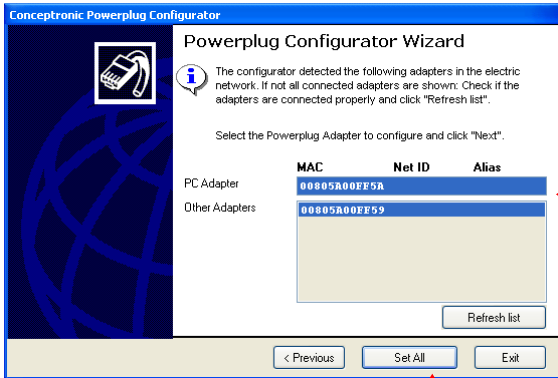 Conceptronic Powerplug Configurator
Powerplug Configurator Wizard
The configurator detected the following adapters in the electric
network. If not all connected adapters are shown: Check if the
adapters are connected properly and click "Refresh list".
Select the Powerplug Adapter to configure and click "Next".
MAC Net ID Alias
PC Adapter 00805A00FF5A
Other Adapters 00805A00FF59
Refresh list
< Previous Set All Exit